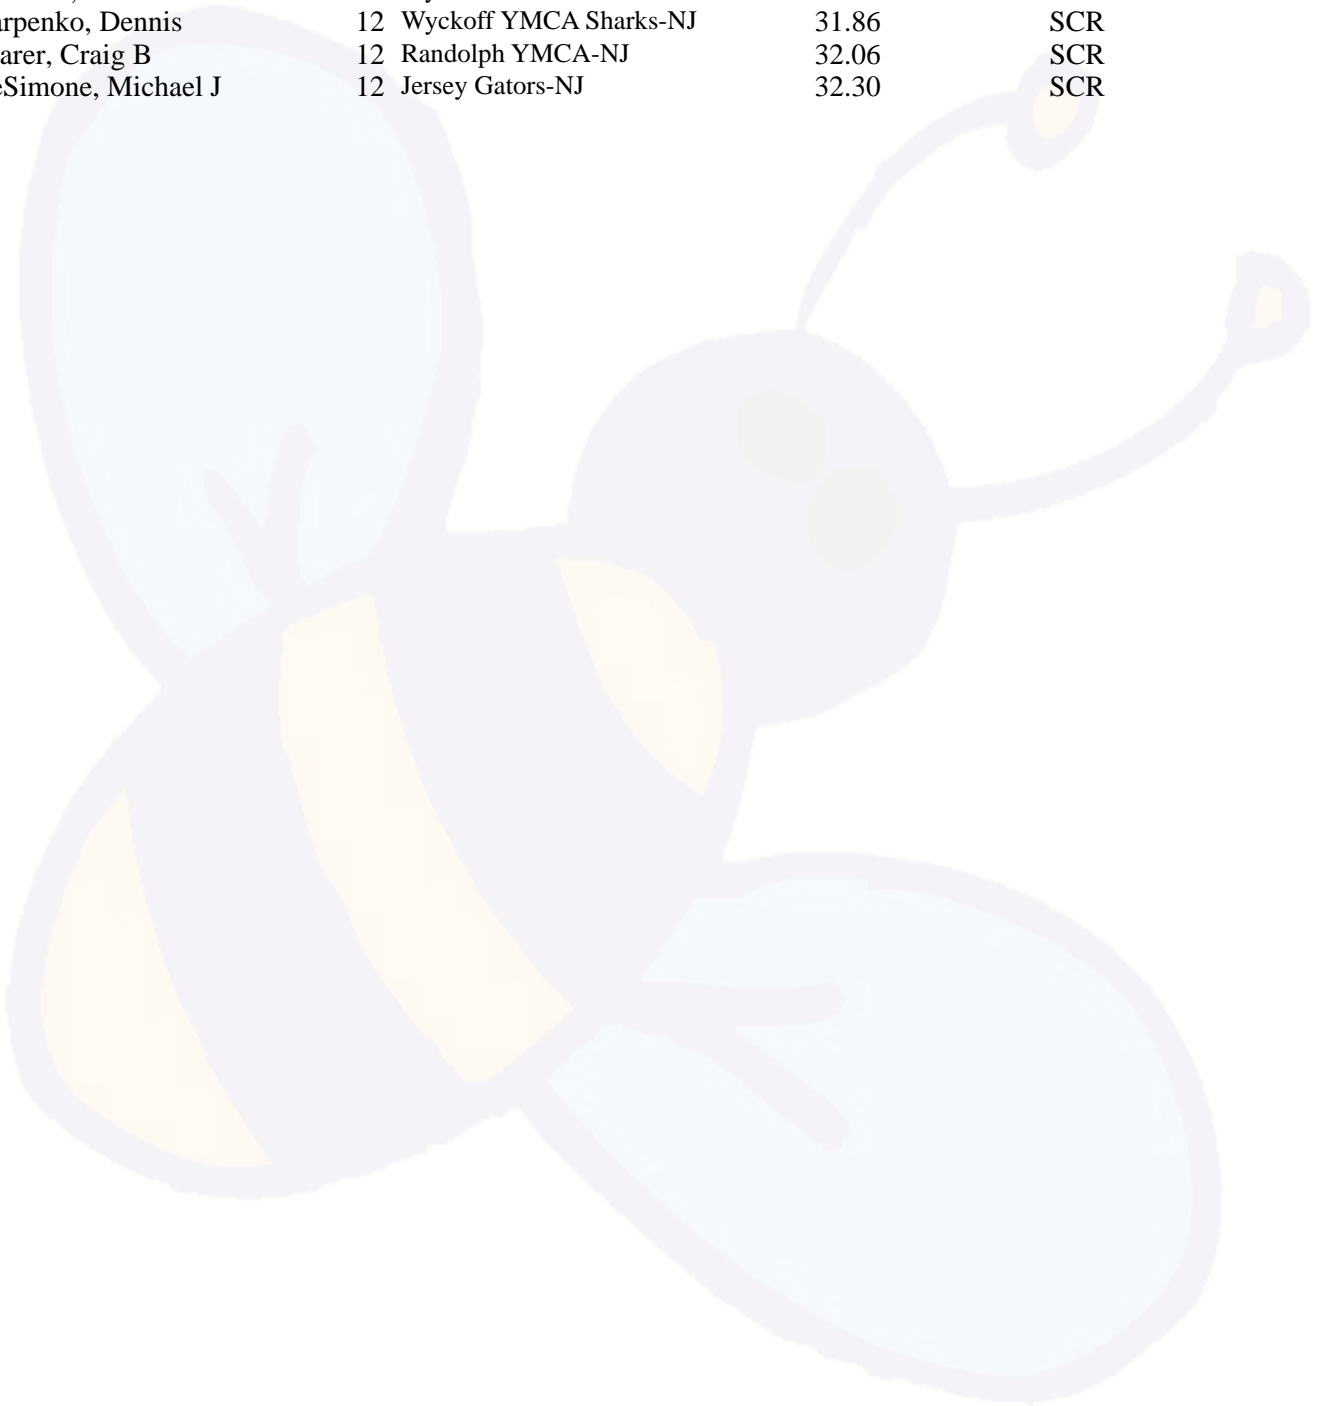 arpenko, Dennis 12 Wyckoff YMCA Sharks-NJ 31.86 SCR
arer, Craig B 12 Randolph YMCA-NJ 32.06 SCR
eSimone, Michael J 12 Jersey Gators-NJ 32.30 SCR